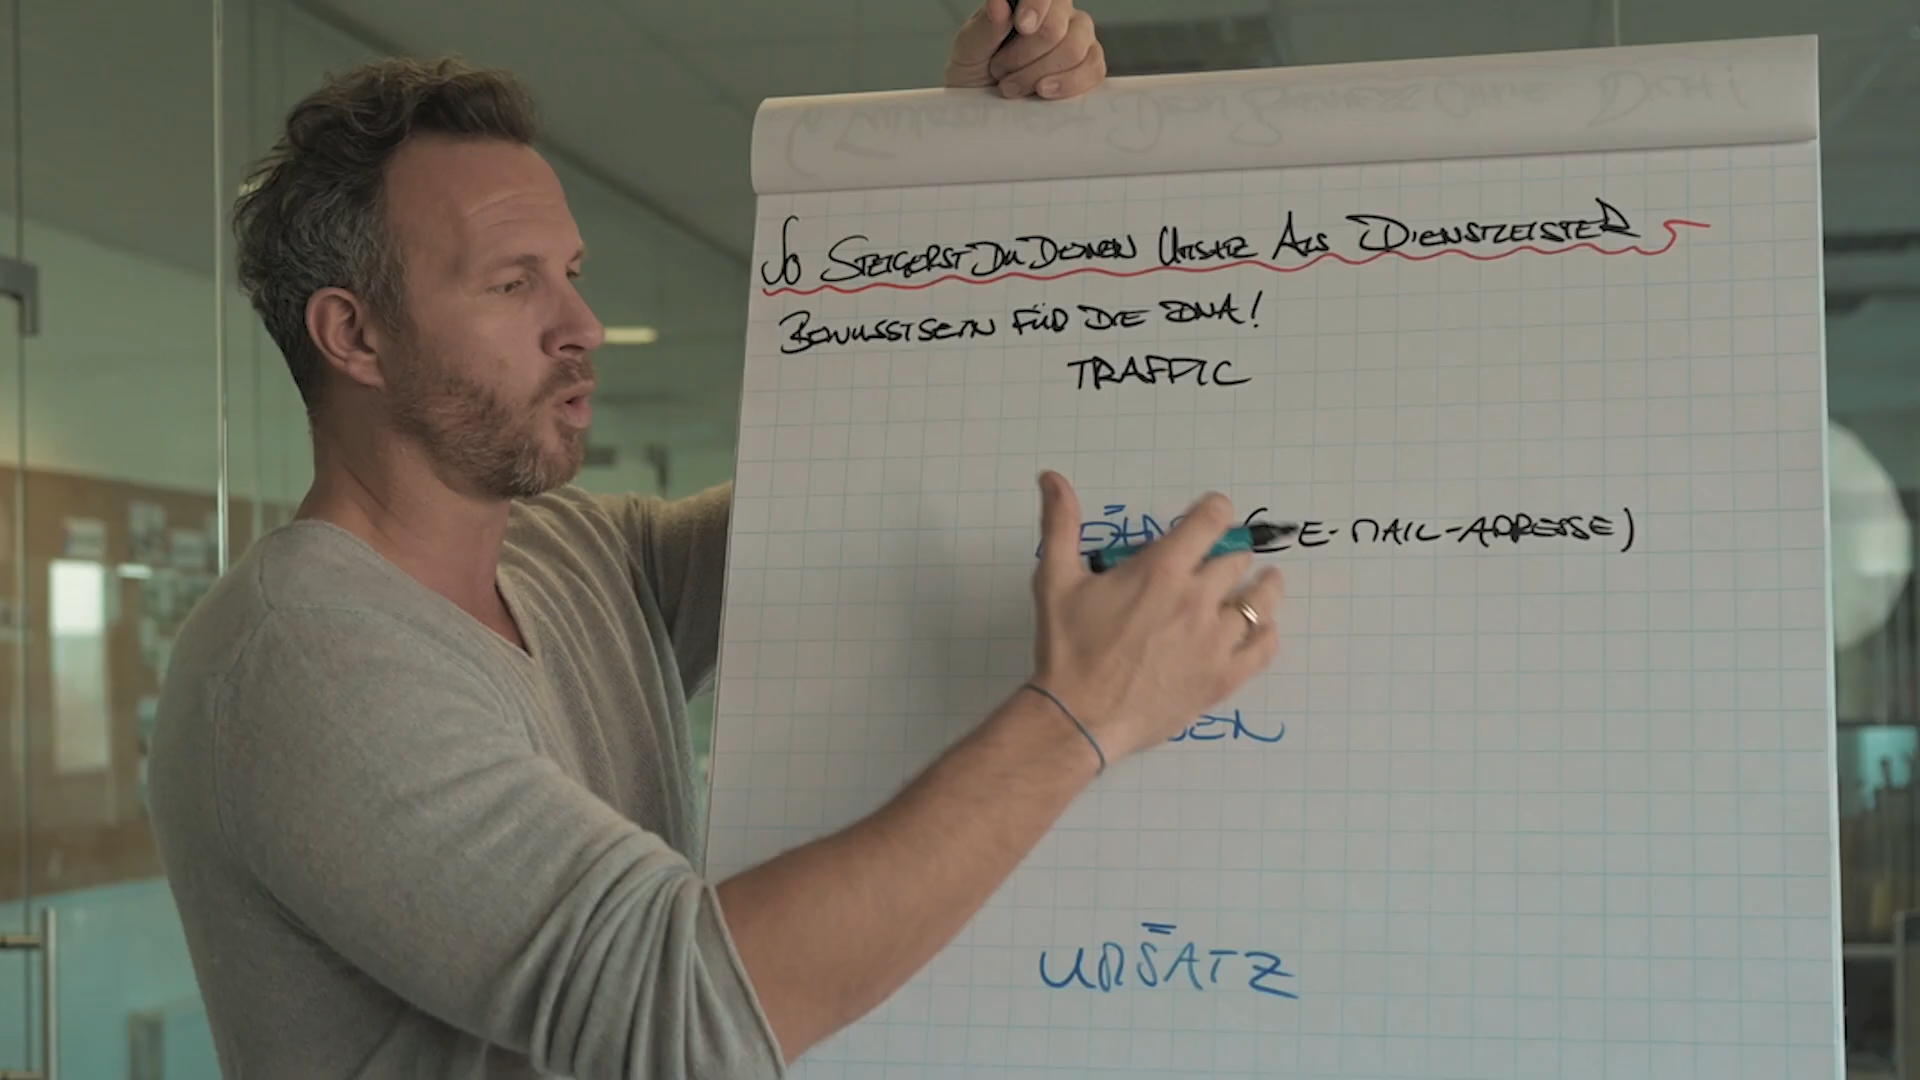 So STEIGERST DU DEINEN UMSATZ ALS DIENSTLEISTER
BEWUSSTSEIN FÜR DIE DNA!
TRAFFIC
= (E-MAIL-ADRESSE)
=
UMSATZ